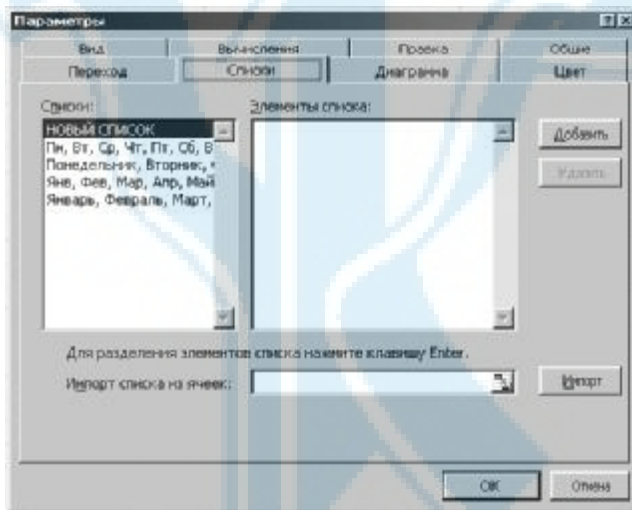 Параметры
Вид Вычисления Правка Общие
Переход Списки Диаграмма Цвет
Списки: Элементы списка:
НОВЫЙ СПИСОК
Пн, Вт, Ср, Чт, Пт, Сб, В
Понедельник, Вторник,
Янв, Фев, Мар, Апр, Май
Январь, Февраль, Март,
Добавить
Удалить
Для разделения элементов списка нажмите клавишу Enter.
Импорт списка из ячеек:
Импорт
OK Отмена